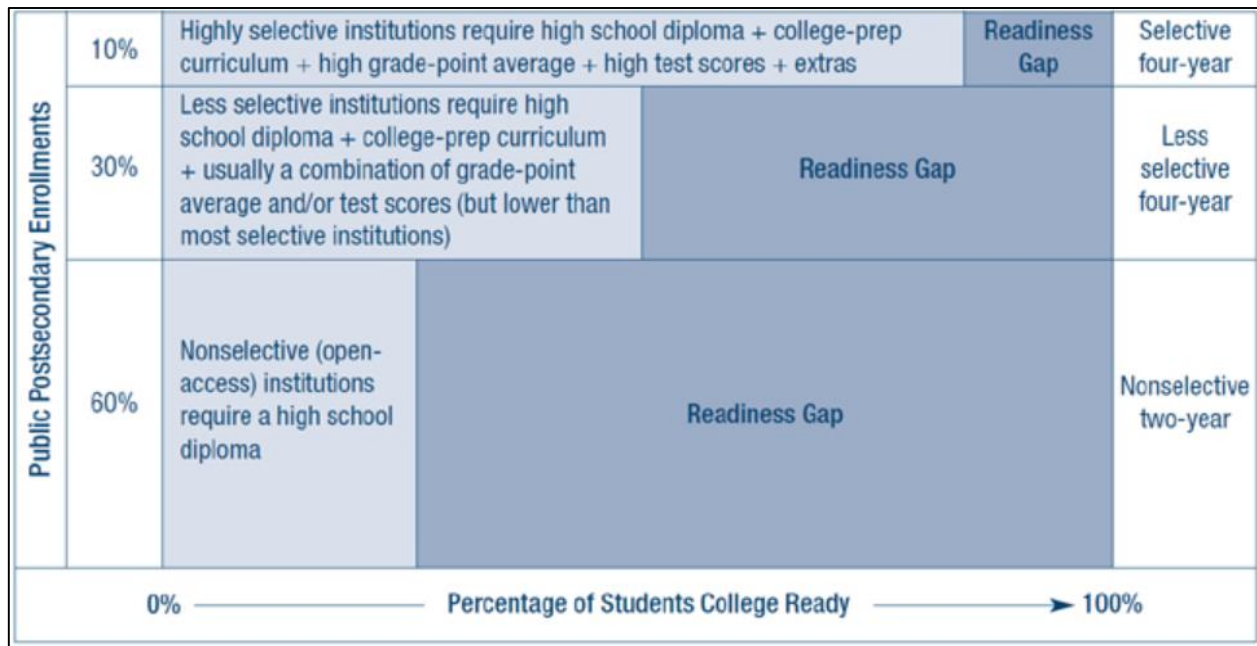 Public Postsecondary Enrollments
10%
Highly selective institutions require high school diploma + college-prep
curriculum + high grade-point average + high test scores + extras
Readiness
Gap
Selective
four-year
30%
Less selective institutions require high
school diploma + college-prep curriculum
+ usually a combination of grade-point
average and/or test scores (but lower than
most selective institutions)
Readiness Gap
Less
selective
four-year
60%
Nonselective (open-
access) institutions
require a high school
diploma
Readiness Gap
Nonselective
two-year
0% Percentage of Students College Ready 100%